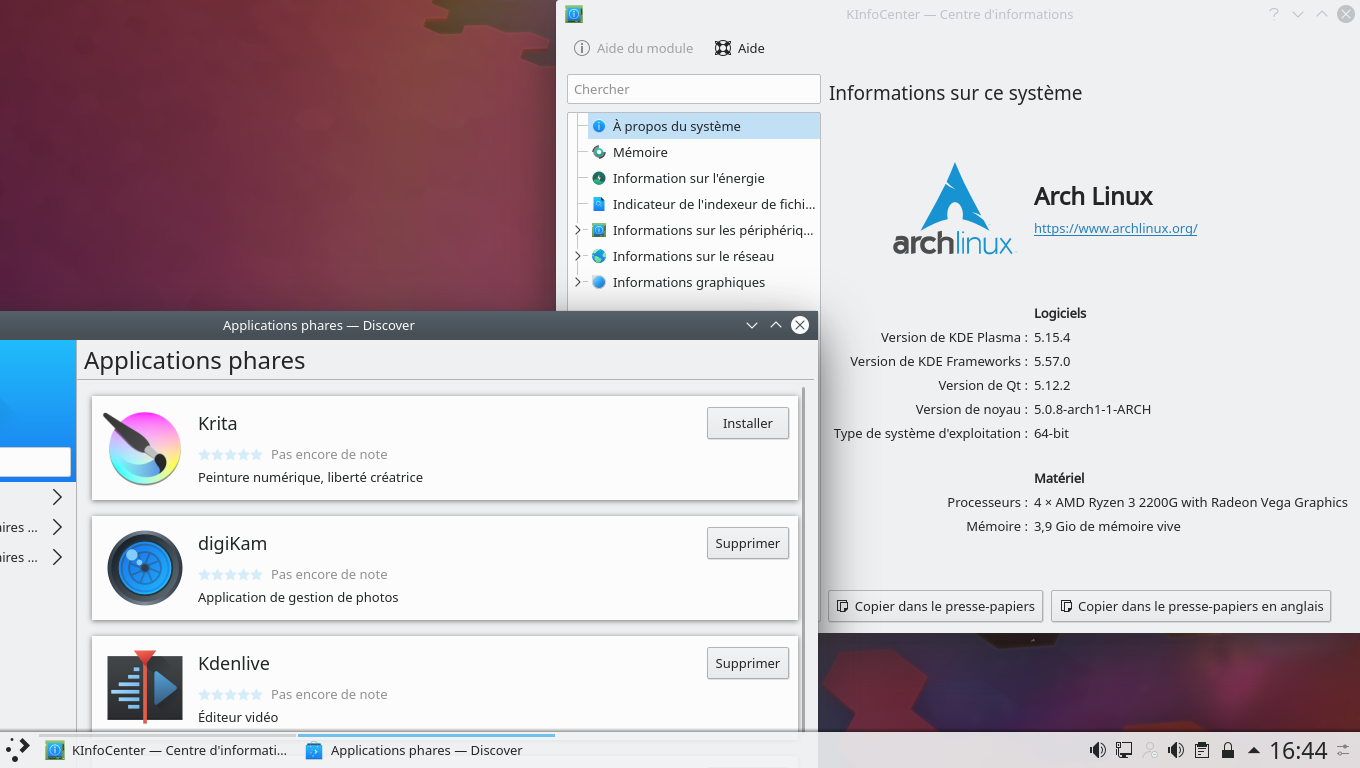 KInfoCenter — Centre d'informations
Aide du module
Aide
Chercher
À propos du système
Mémoire
Information sur l'énergie
Indicateur de l'indexeur de fichi...
Informations sur les périphériq...
Informations sur le réseau
Informations graphiques
Informations sur ce système
archlinux
Arch Linux
https://www.archlinux.org/
Logiciels
Version de KDE Plasma : 5.15.4
Version de KDE Frameworks : 5.57.0
Version de Qt : 5.12.2
Version de noyau : 5.0.8-arch1-1-ARCH
Type de système d'exploitation : 64-bit
Matériel
Processeurs : 4 × AMD Ryzen 3 2200G with Radeon Vega Graphics
Mémoire : 3,9 Gio de mémoire vive
Copier dans le presse-papiers
Copier dans le presse-papiers en anglais
Applications phares — Discover
Applications phares
aires ...
aires ...
Krita
Installer
Pas encore de note
Peinture numérique, liberté créatrice
digiKam
Supprimer
Pas encore de note
Application de gestion de photos
Kdenlive
Supprimer
Pas encore de note
Éditeur vidéo
KInfoCenter — Centre d'informati...
Applications phares — Discover
16:44